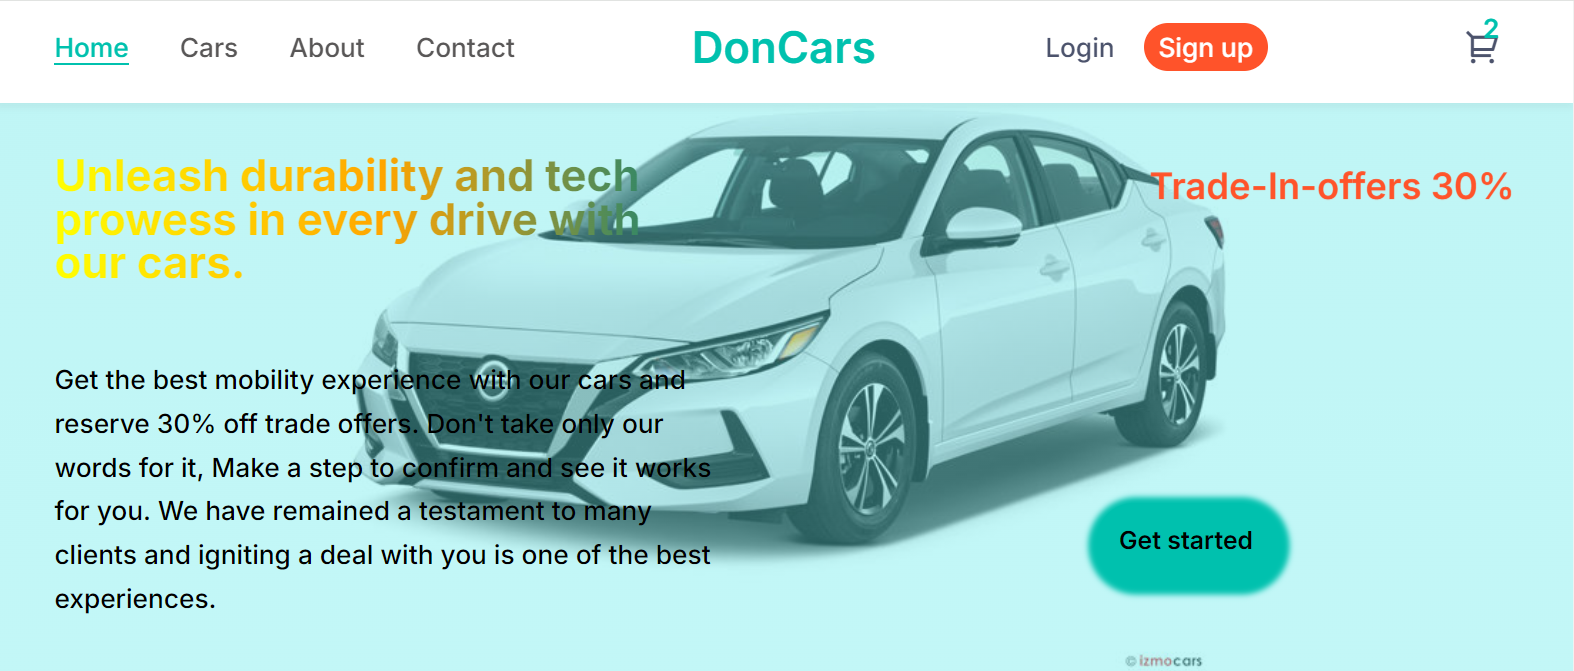 Home
Cars
About
Contact
DonCars
Login
Sign up
2
Unleash durability and tech
prowess in every drive with
our cars.
Trade-In-offers 30%
Get the best mobility experience with our cars and
reserve 30% off trade offers. Don't take only our
words for it, Make a step to confirm and see it works
for you. We have remained a testament to many
clients and igniting a deal with you is one of the best
experiences.
Get started
© izmocars